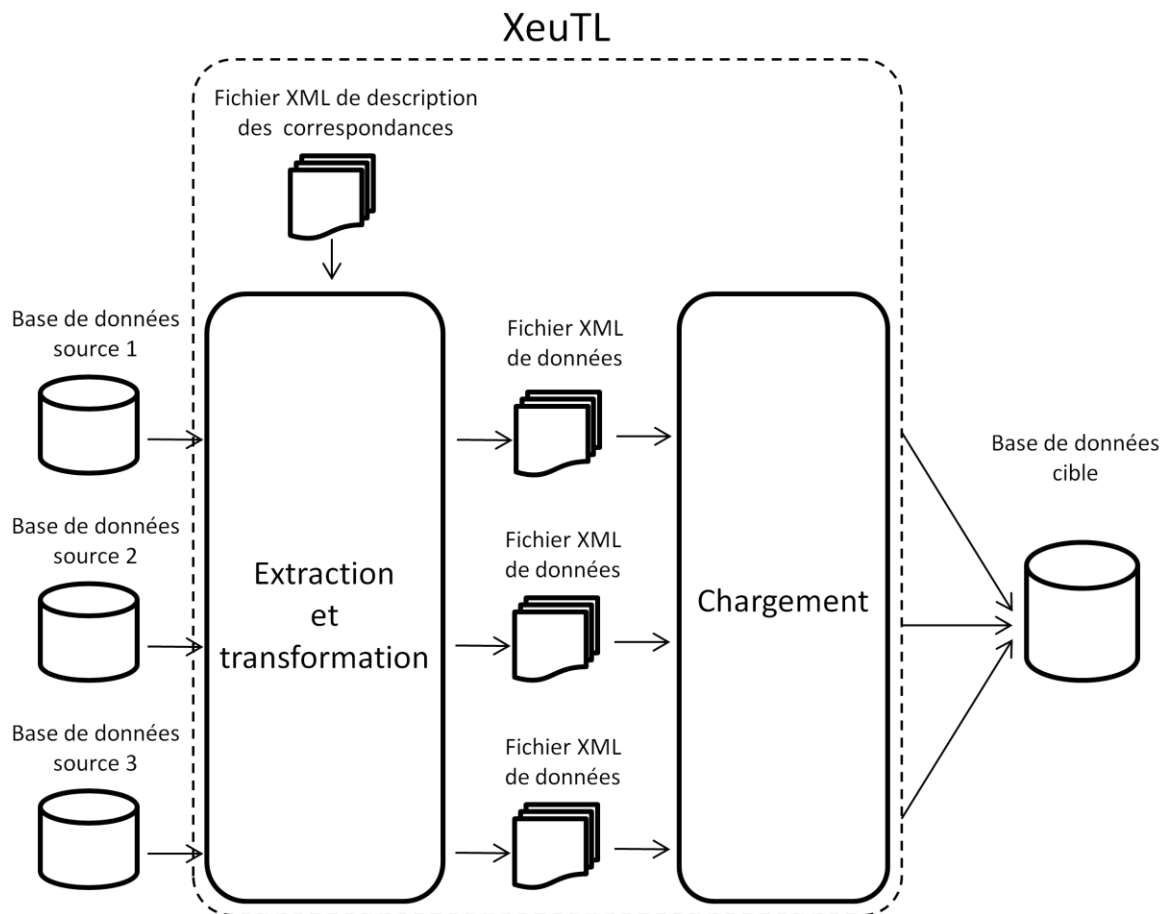 XeuTL
Fichier XML de description
des correspondances
Base de données
source 1
Fichier XML
de données
Base de données
cible
Base de données
source 2
Fichier XML
de données
Extraction
et
transformation
Chargement
Base de données
source 3
Fichier XML
de données